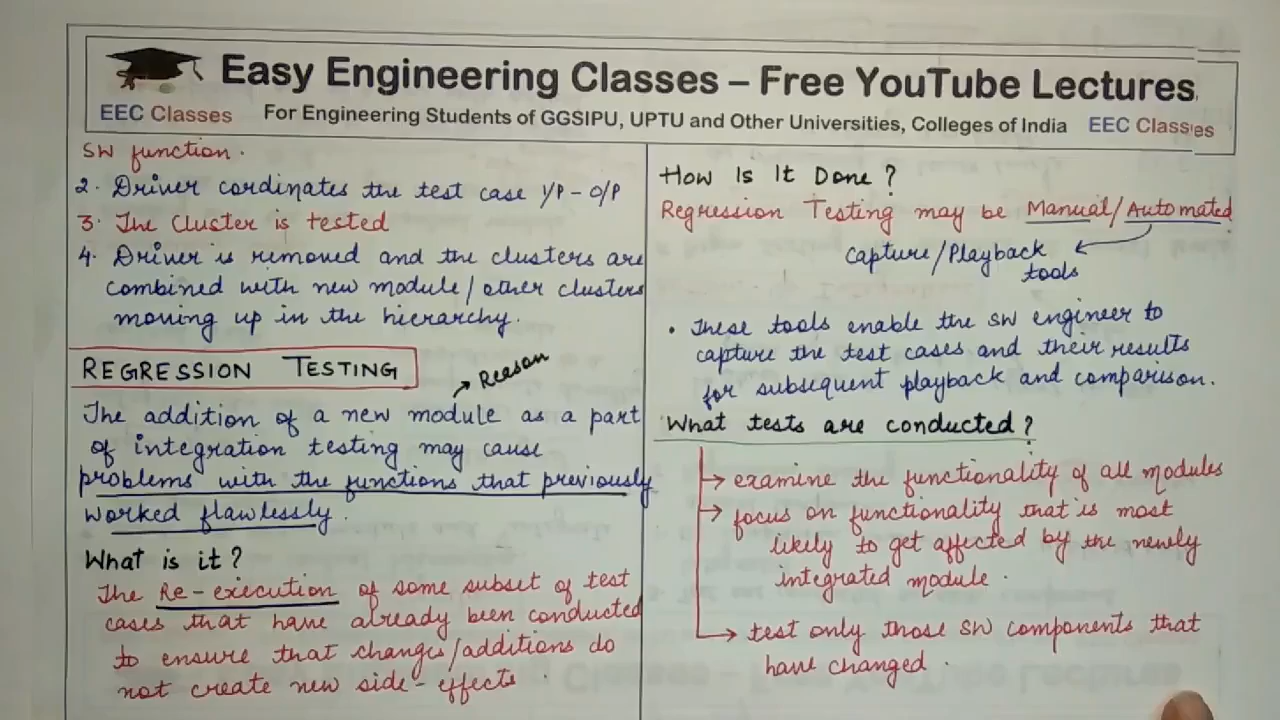 Easy Engineering Classes – Free YouTube Lectures
EEC Classes For Engineering Students of GGSIPU, UPTU and Other Universities, Colleges of India EEC Classes
SW function.
2. Driver cordinates the test case I/P - O/P
3. The Cluster is tested
4. Driver is removed and the clusters are
combined with new module/other clusters
moving up in the hierarchy.
REGRESSION TESTING
Reason
The addition of a new module as a part
of integration testing may cause
problems with the functions that previously
worked flawlessly.
What is it?
The Re-execution of some subset of test
cases that have already been conducted
to ensure that changes/additions do
not create new side-effects.
How Is It Done?
Regression Testing may be Manual/Automated
Capture/Playback
tools
• These tools enable the SW engineer to
capture the test cases and their results
for subsequent playback and comparison.
What tests are conducted?
→ examine the functionality of all modules
→ focus on functionality that is most
likely to get affected by the newly
integrated module.
→ test only those SW components that
have changed.